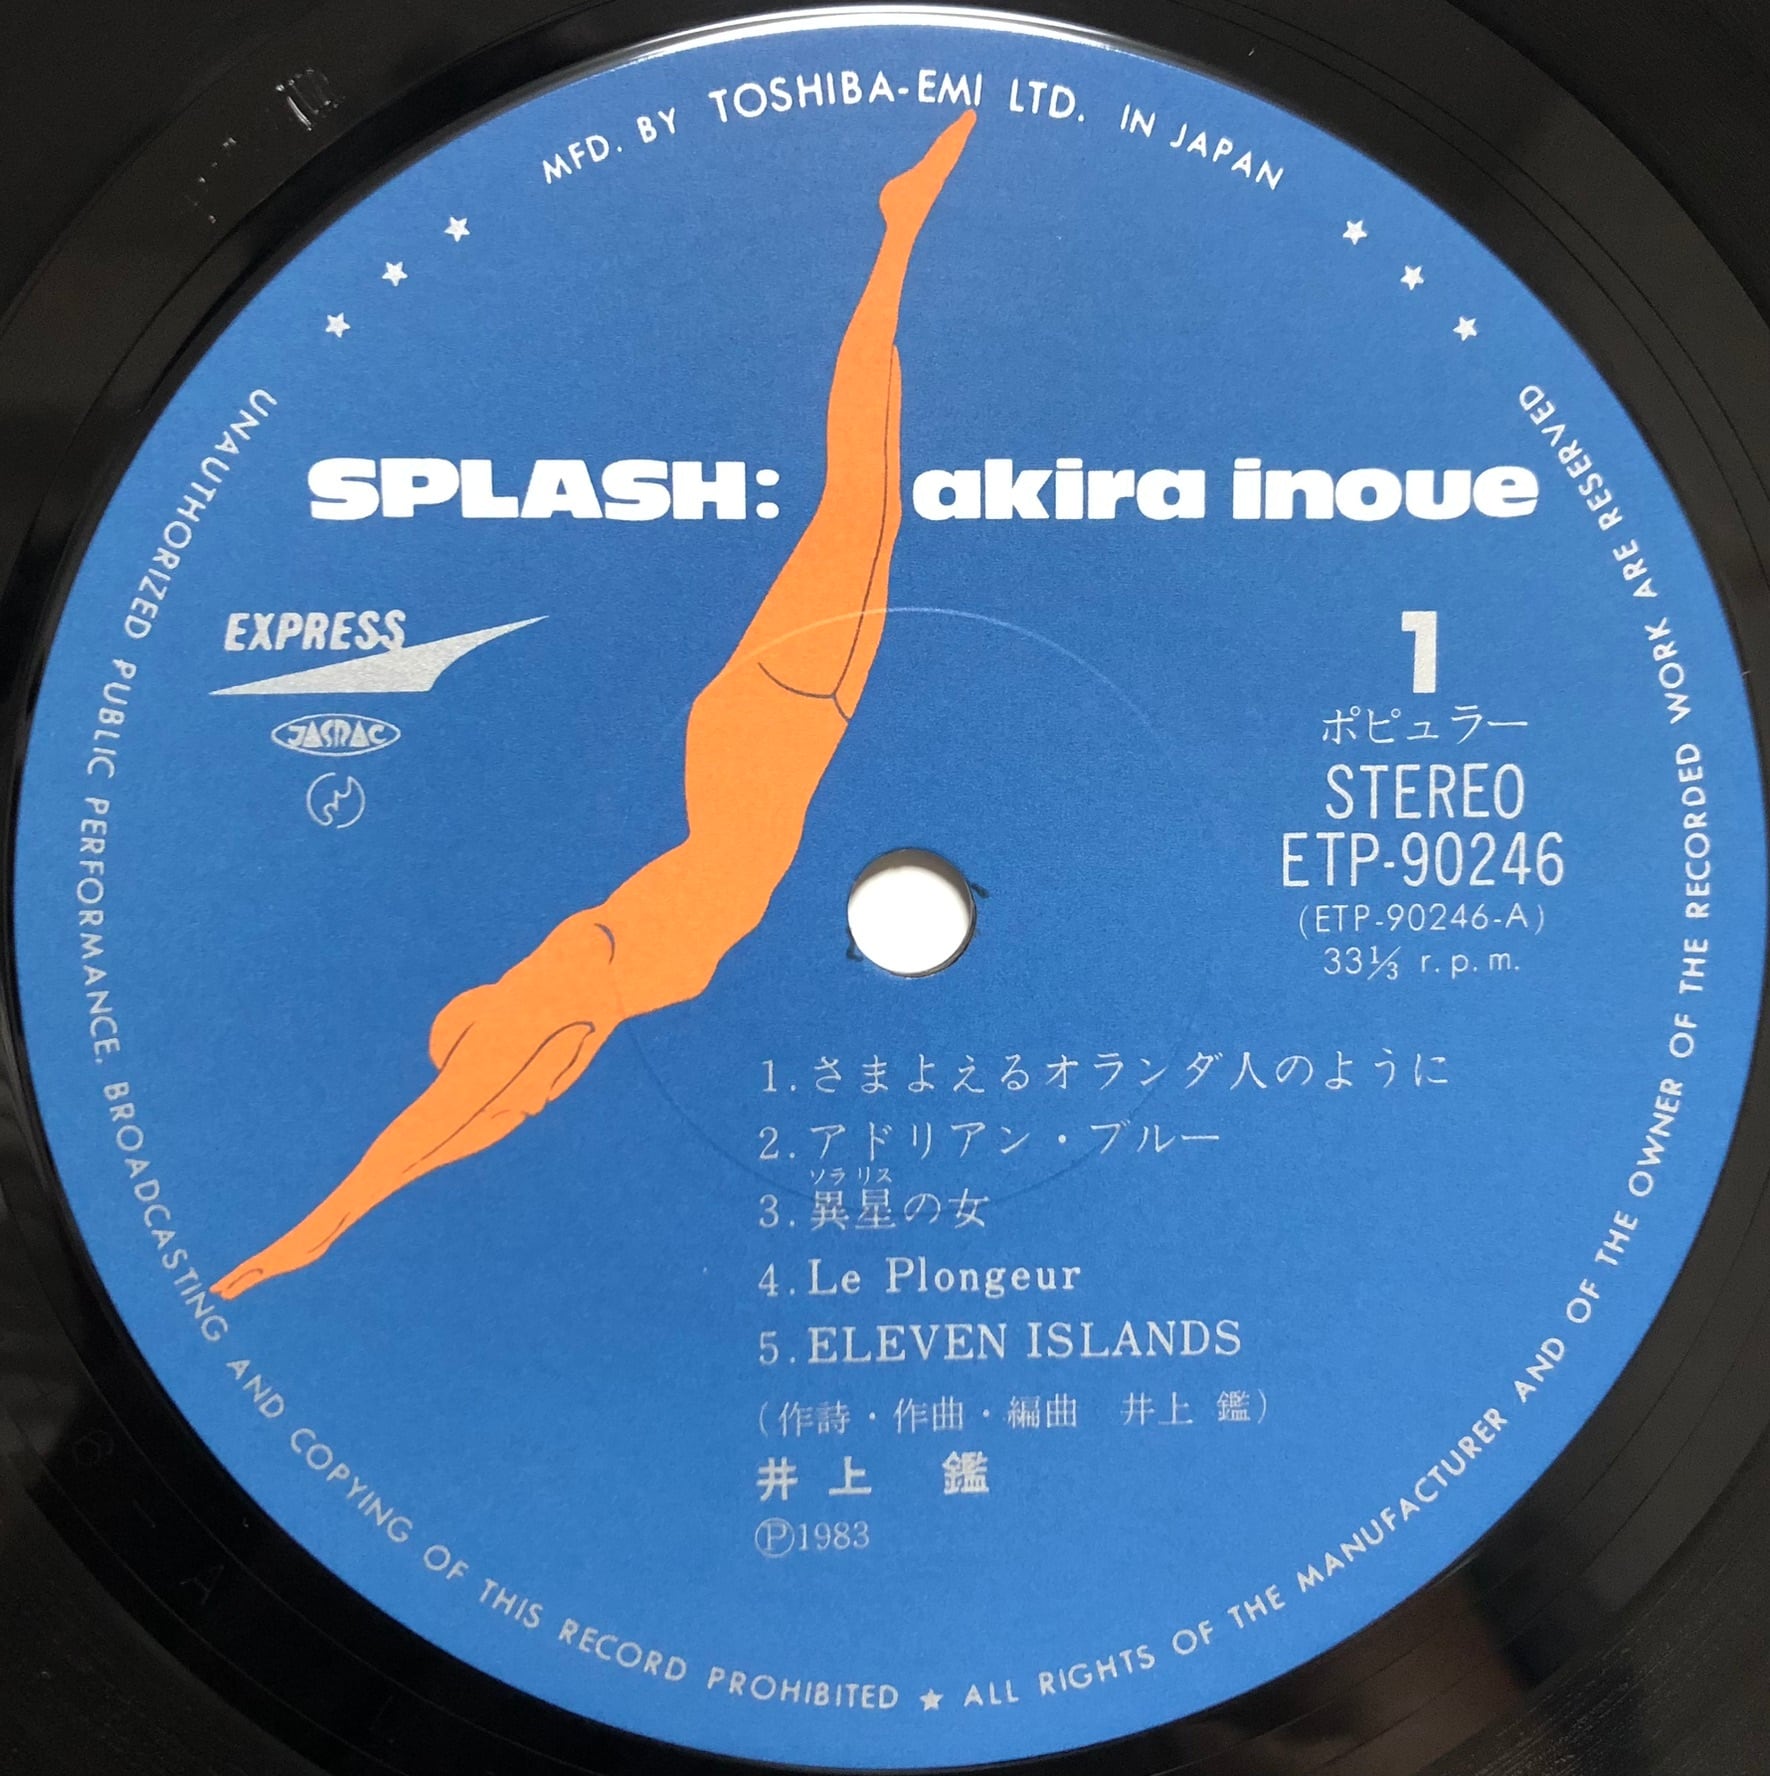 MFD. BY TOSHIBA-EMI LTD. IN JAPAN
SPLASH: akira inoue
EXPRESS
JASRAC
1
ポピュラー
STEREO
ETP-90246
(ETP-90246-A)
33⅓ r.p.m.
1. さまよえるオランダ人のように
2. アドリアン・ブルー
ソラリス
3. 異星の女
4. Le Plongeur
5. ELEVEN ISLANDS
(作詩・作曲・編曲 井上 鑑)
井上 鑑
Ⓟ1983
UNAUTHORIZED PUBLIC PERFORMANCE, BROADCASTING AND COPYING OF THIS RECORD PROHIBITED ★ ALL RIGHTS OF THE MANUFACTURER AND OF THE OWNER OF THE RECORDED WORK ARE RESERVED